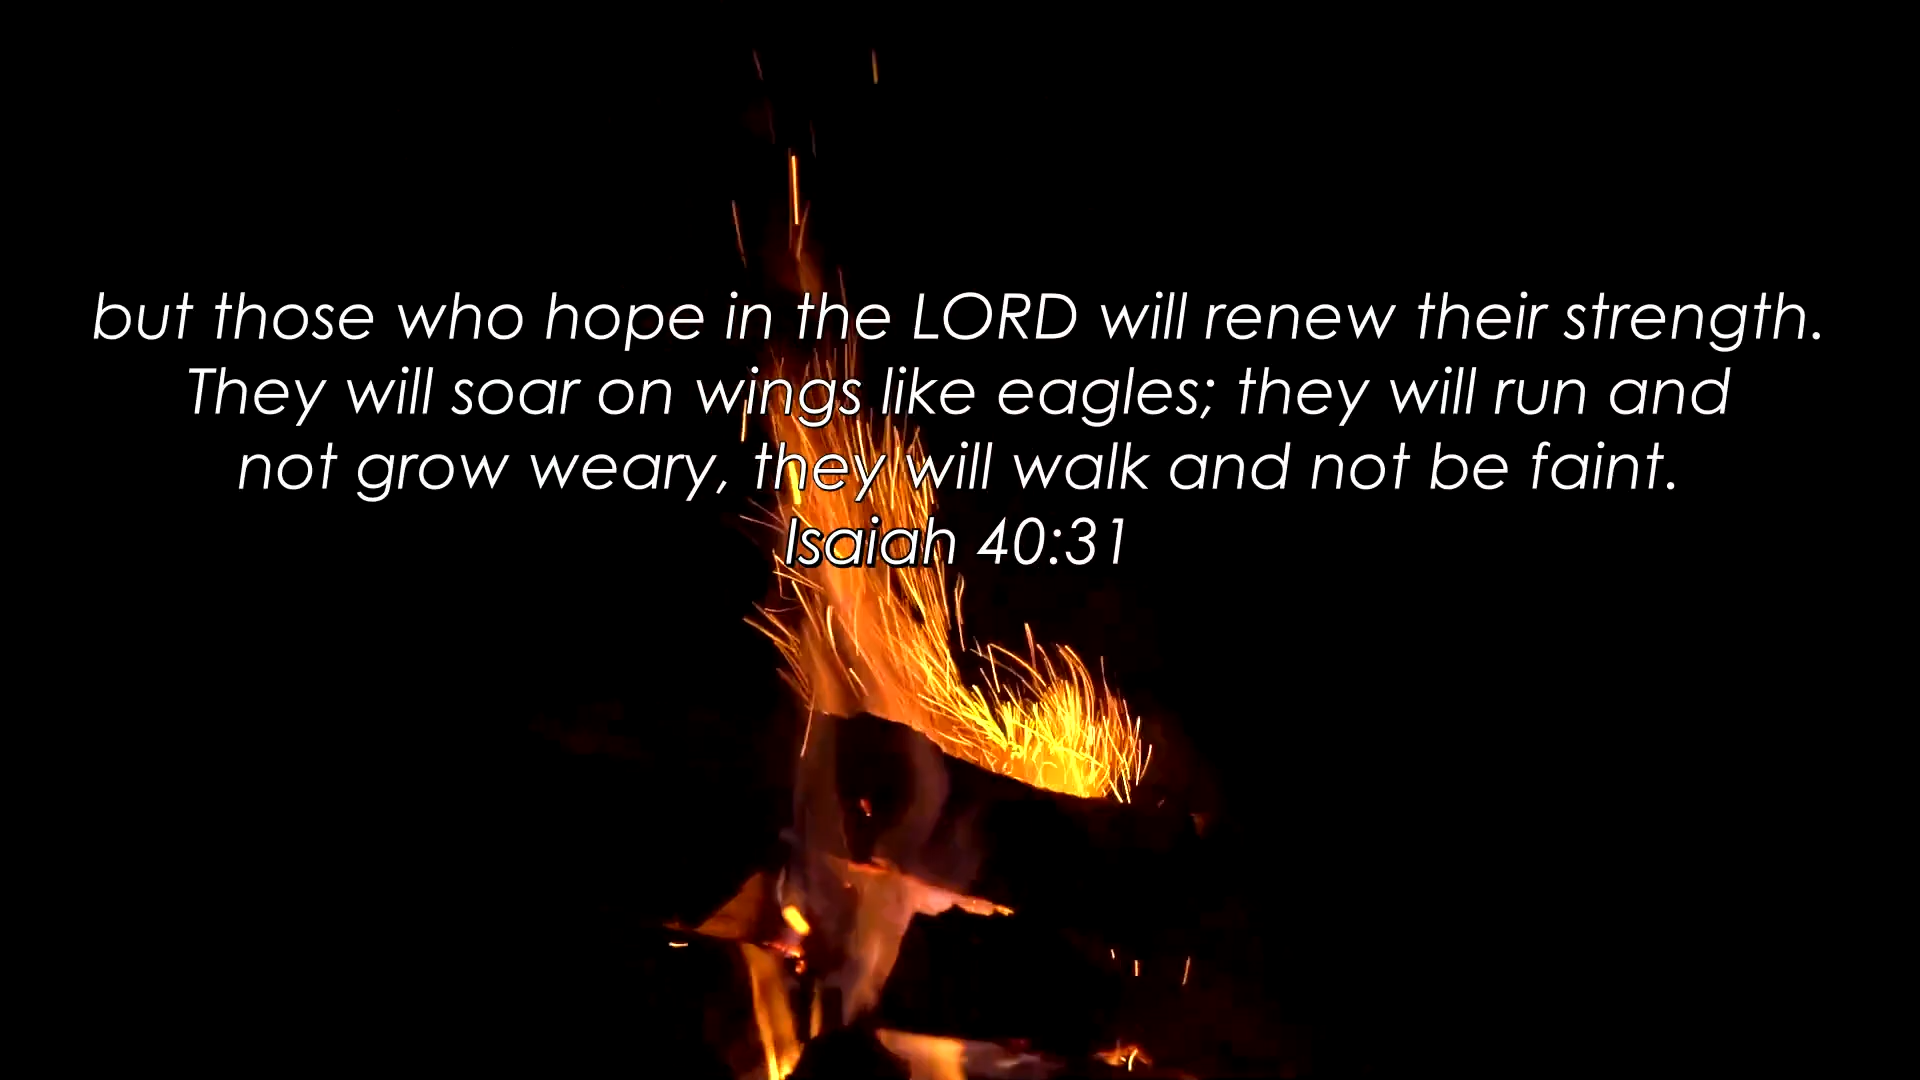 but those who hope in the LORD will renew their strength.
They will soar on wings like eagles; they will run and
not grow weary, they will walk and not be faint.
Isaiah 40:31